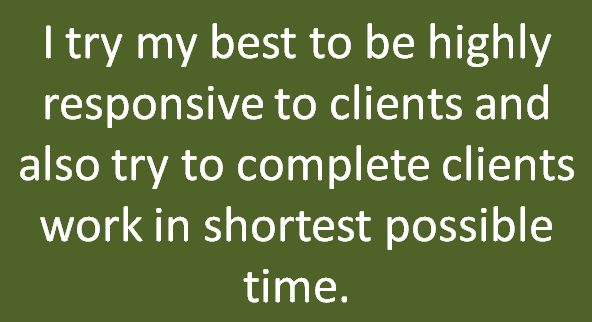 I try my best to be highly
responsive to clients and
also try to complete clients
work in shortest possible
time.